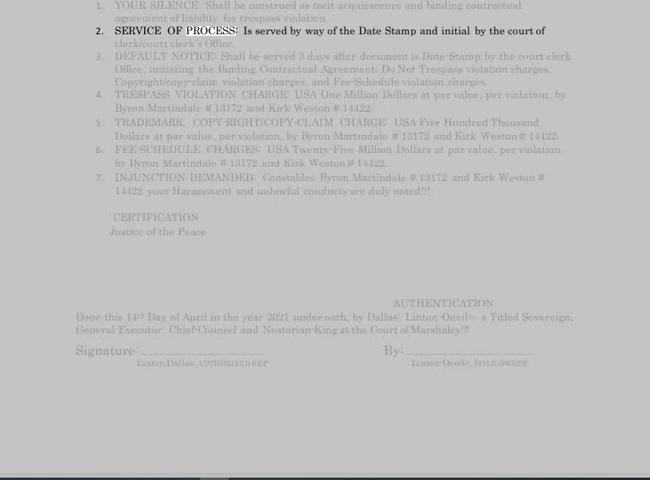 1. YOUR SILENCE: Shall be construed as tacit acquiescence and binding contractual
agreement of liability for trespass violation
2. SERVICE OF PROCESS: Is served by way of the Date Stamp and initial by the court of
clerk/court clerk's Office.
3. DEFAULT NOTICE: Shall be served 3 days after document is Date-Stamp by the court clerk
Office, initiating the Binding Contractual Agreement. Do Not Trespass violation charges,
Copyright/copy-claim violation charges, and Fee-Schedule violation charges.
4. TRESPASS VIOLATION CHARGE: USA One Million Dollars at par value, per violation, by
Byron Martindale # 13172 and Kirk Weston # 14422.
5. TRADEMARK, COPY-RIGHT/COPY-CLAIM CHARGE: USA Five Hundred Thousand
Dollars at par value, per violation, by Byron Martindale # 13172 and Kirk Weston # 14422.
6. FEE-SCHEDULE CHARGES: USA Twenty-Five Million Dollars at par value, per violation,
by Byron Martindale # 13172 and Kirk Weston # 14422.
7. INJUNCTION DEMANDED: Constables, Byron Martindale # 13172 and Kirk Weston #
14422, your Harassment and unlawful conducts are duly noted!!!
CERTIFICATION
Justice of the Peace
AUTHENTICATION
Done this 14th Day of April in the year 2021 under oath, by Dallas: Linton-Oneil©, a Titled Sovereign,
General-Executor, Chief-Counsel and Nestorian-King at the Court of Marshalcy!!!
Signature: By:
Linton Dallas, AUTHORIZED REP Linton-Oneil©, TITLE OWNER